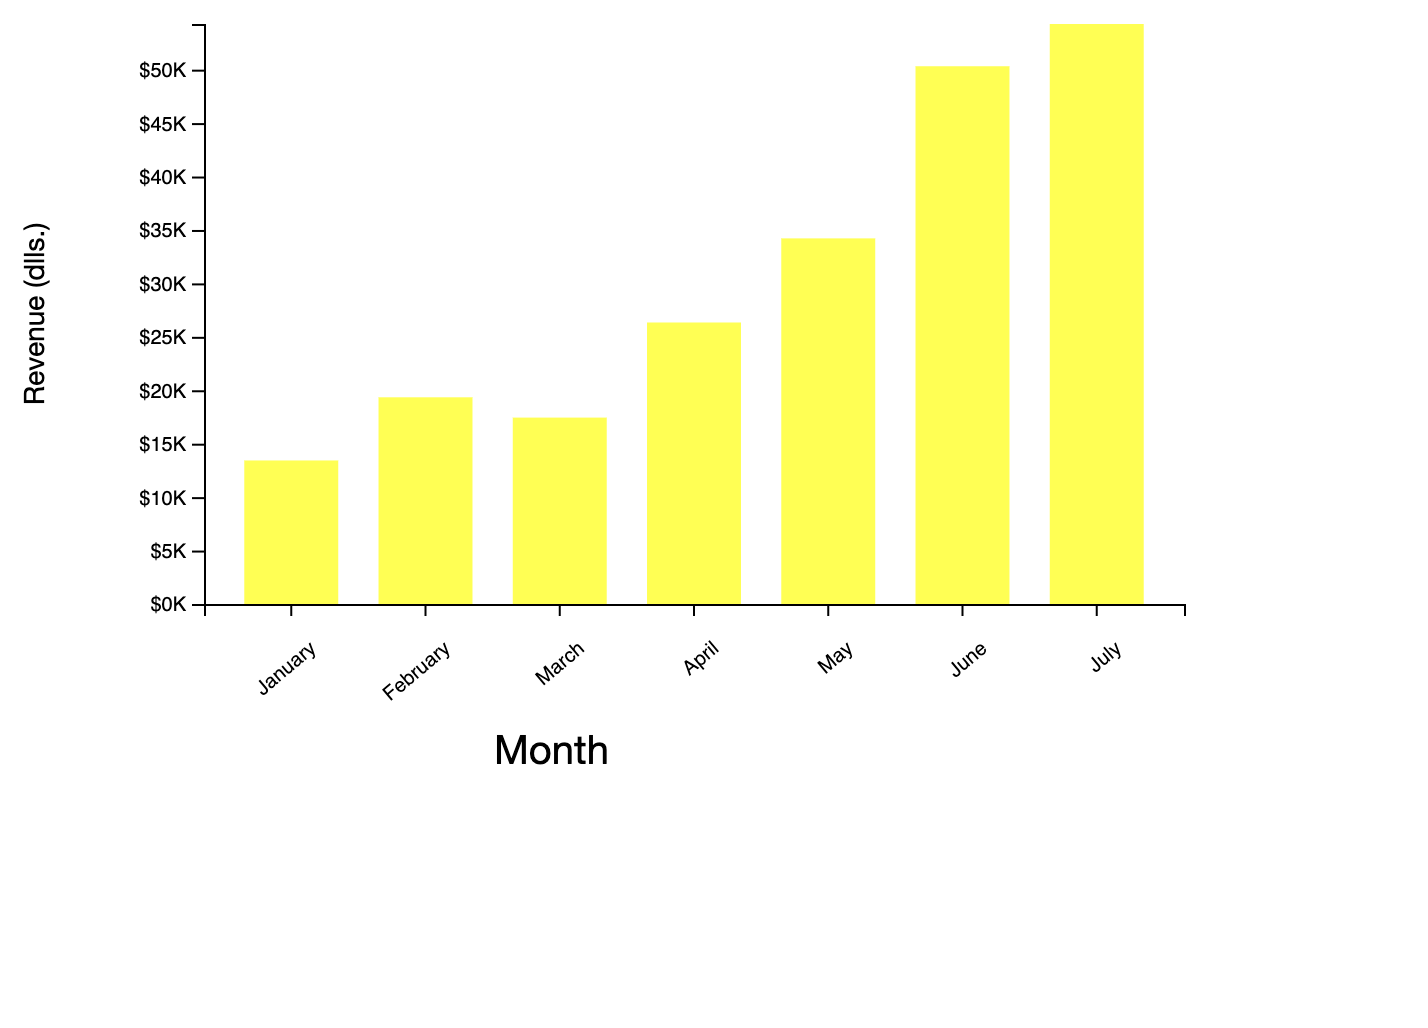 $50K
$45K
$40K
$35K
$30K
$25K
$20K
$15K
$10K
$5K
$0K
Revenue (dlls.)
January
February
March
April
May
June
July
Month